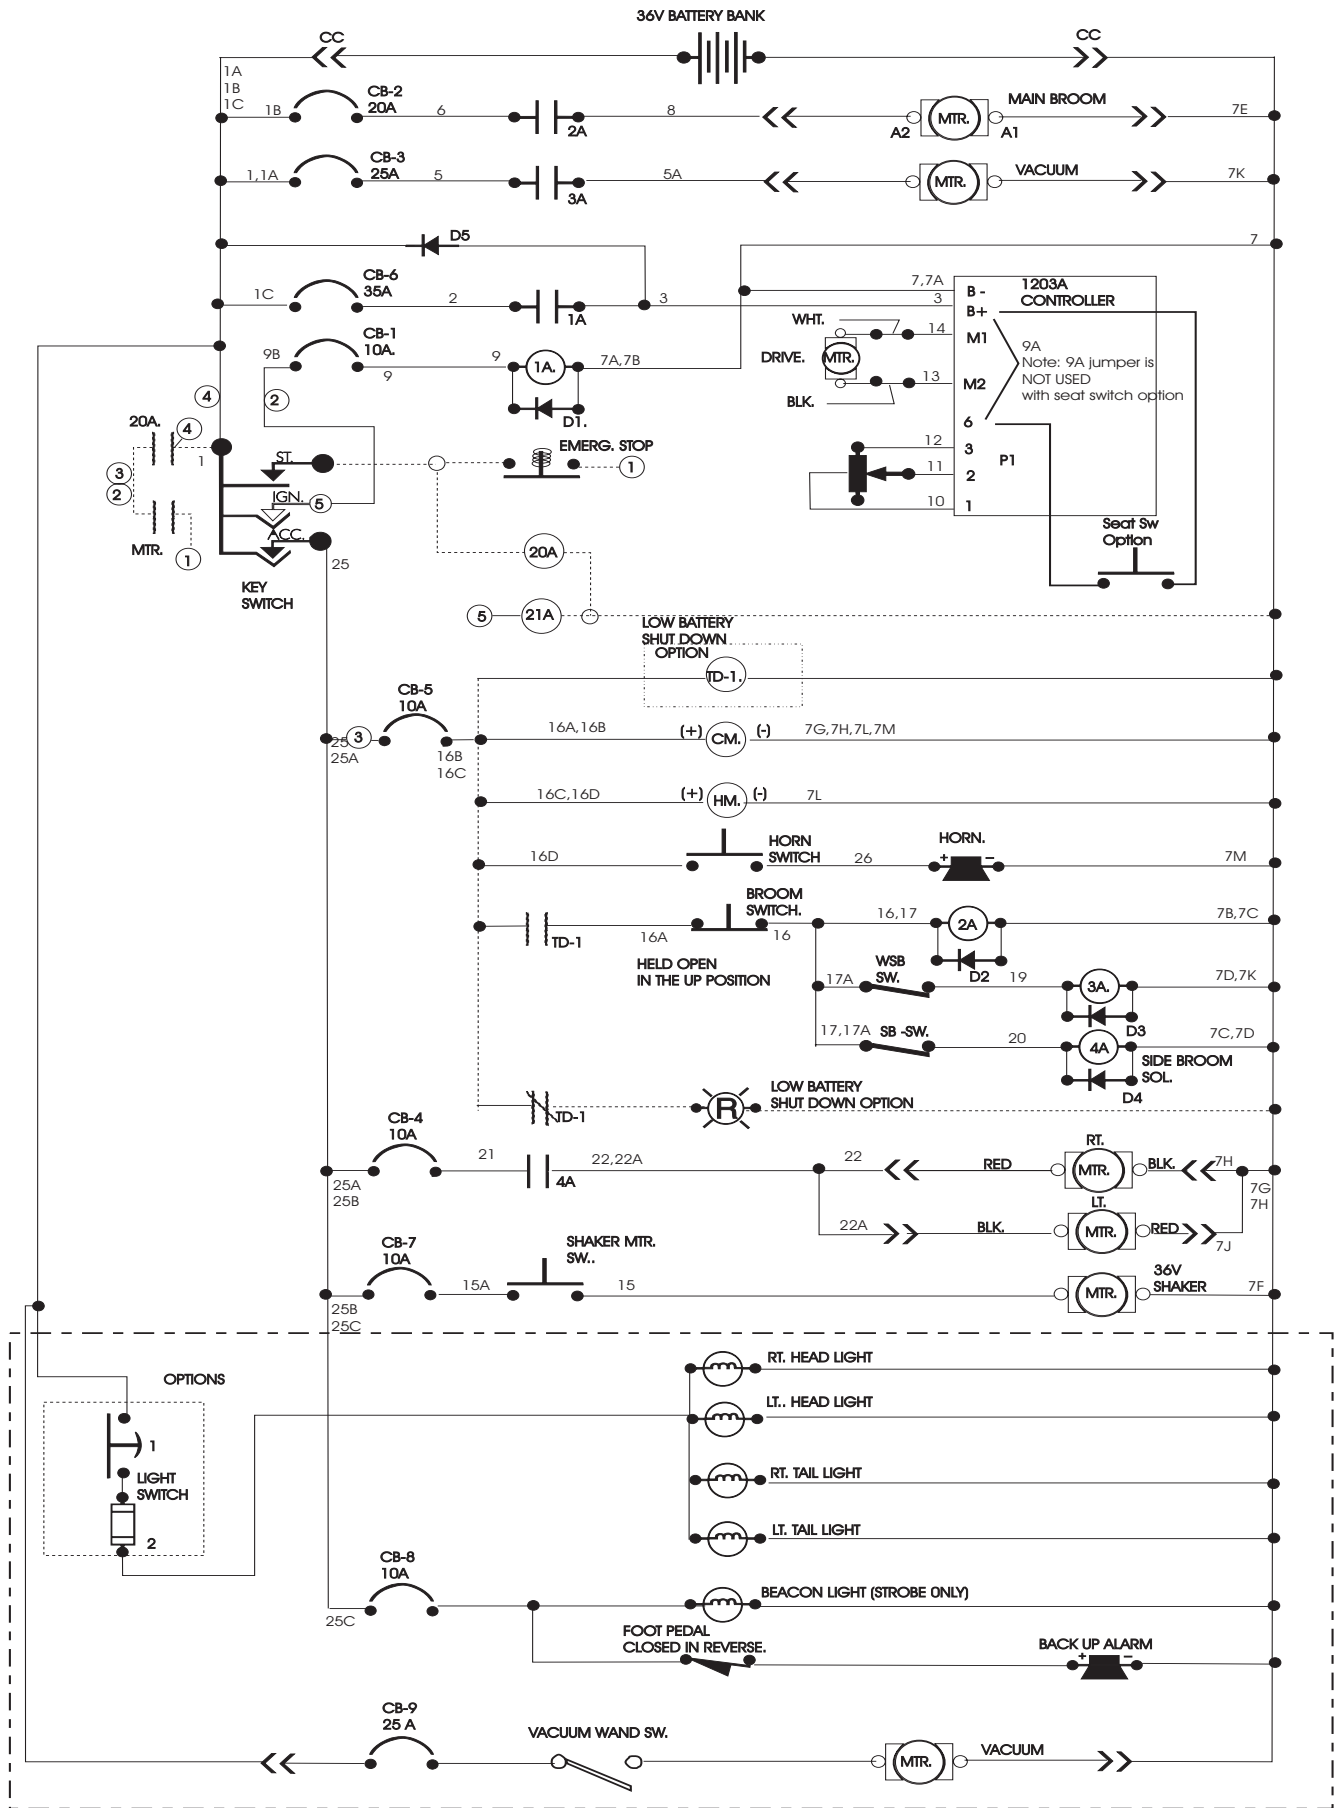 36V BATTERY BANK
CC
CC
1A
1B
1C
1B
CB-2
20A
6
2A
8
A2
MTR.
A1
MAIN BROOM
7E
1,1A
CB-3
25A
5
3A
5A
MTR.
VACUUM
7K
D5
7
1C
CB-6
35A
2
1A
3
7,7A
3
B -
B+
1203A
CONTROLLER
WHT.
14
M1
DRIVE.
MTR.
13
M2
BLK.
9A
Note: 9A jumper is
NOT USED
with seat switch option
6
12
3
P1
11
2
10
1
Seat Sw
Option
9B
CB-1
10A.
9
9
1A.
7A,7B
D1.
4
2
20A.
4
1
3
2
MTR.
1
ST.
IGN.
5
ACC.
KEY
SWITCH
25
EMERG. STOP
1
20A
5
21A
LOW BATTERY
SHUT DOWN
OPTION
TD-1.
CB-5
10A
25
3
25A
16B
16C
16A,16B
(+)
CM.
(-)
7G,7H,7L,7M
16C,16D
(+)
HM.
(-)
7L
16D
HORN
SWITCH
26
HORN.
+
−
7M
TD-1
16A
BROOM
SWITCH.
16
HELD OPEN
IN THE UP POSITION
16,17
2A
D2
7B,7C
17A
WSB
SW.
19
3A.
D3
7D,7K
17,17A
SB -SW.
20
4A
D4
SIDE BROOM
SOL.
7C,7D
TD-1
R
LOW BATTERY
SHUT DOWN OPTION
CB-4
10A
25A
25B
21
4A
22,22A
22
RED
RT.
MTR.
BLK.
7H
7G
7H
22A
BLK.
LT.
MTR.
RED
7J
CB-7
10A
25B
25C
15A
SHAKER MTR.
SW..
15
MTR.
36V
SHAKER
7F
OPTIONS
1
LIGHT
SWITCH
2
RT. HEAD LIGHT
LT.. HEAD LIGHT
RT. TAIL LIGHT
LT. TAIL LIGHT
CB-8
10A
25C
BEACON LIGHT (STROBE 0NLY)
FOOT PEDAL
CLOSED IN REVERSE.
BACK UP ALARM
+
−
CB-9
25 A
VACUUM WAND SW.
MTR.
VACUUM